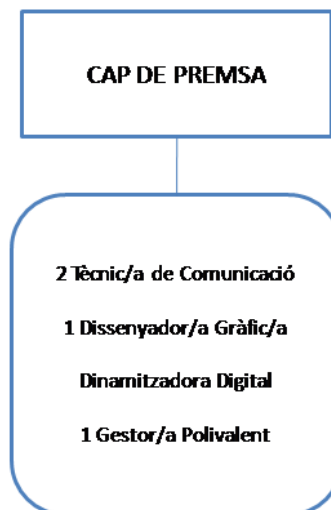 CAP DE PREMSA
2 Tècnic/a de Comunicació
1 Dissenyador/a Gràfic/a
Dinamitzadora Digital
1 Gestor/a Polivalent